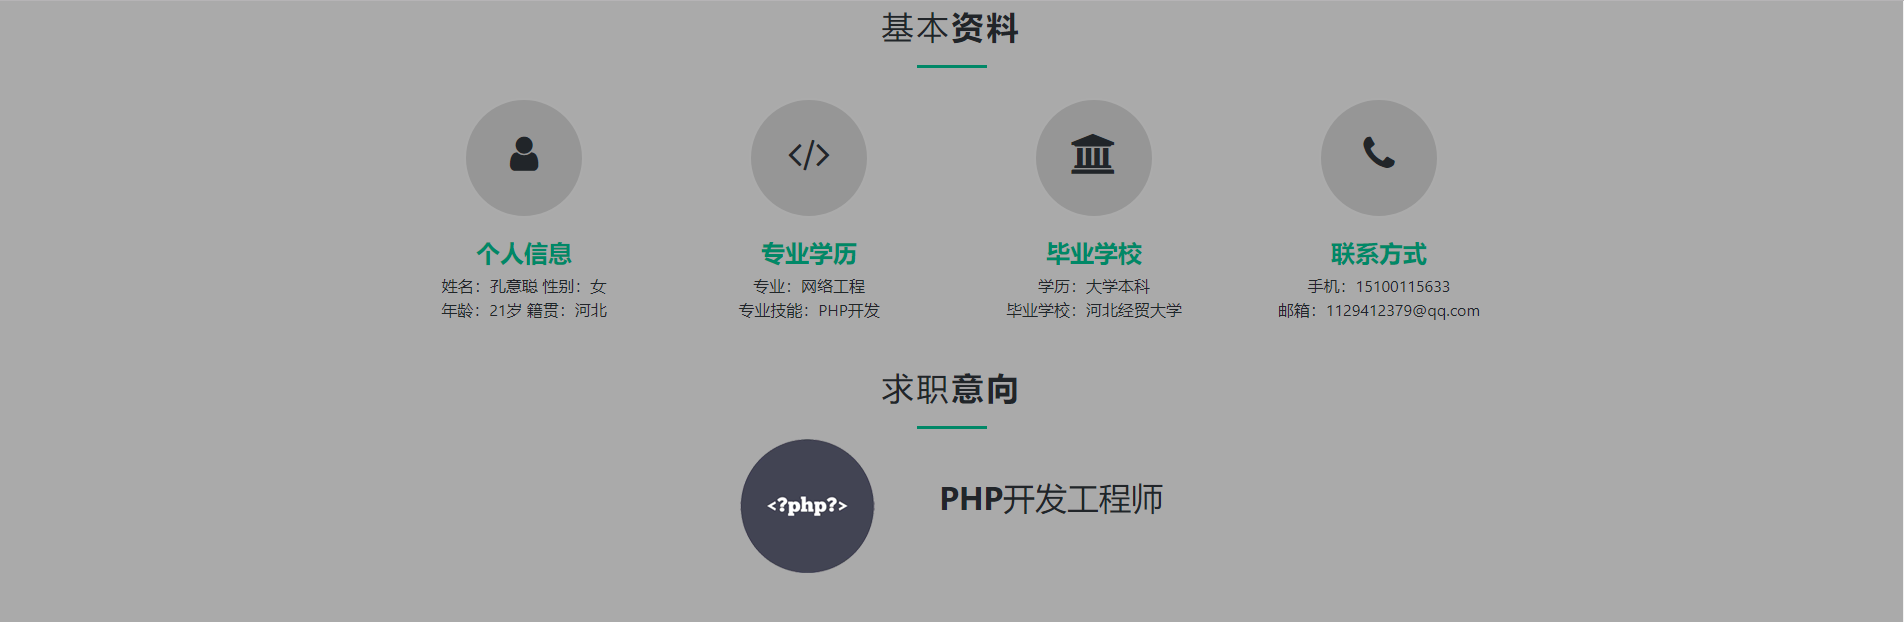 基本资料
个人信息
姓名：孔意聪 性别：女
年龄：21岁 籍贯：河北
专业学历
专业：网络工程
专业技能：PHP开发
毕业学校
学历：大学本科
毕业学校：河北经贸大学
联系方式
手机：15100115633
邮箱：1129412379@qq.com
求职意向
<?php?>
PHP开发工程师